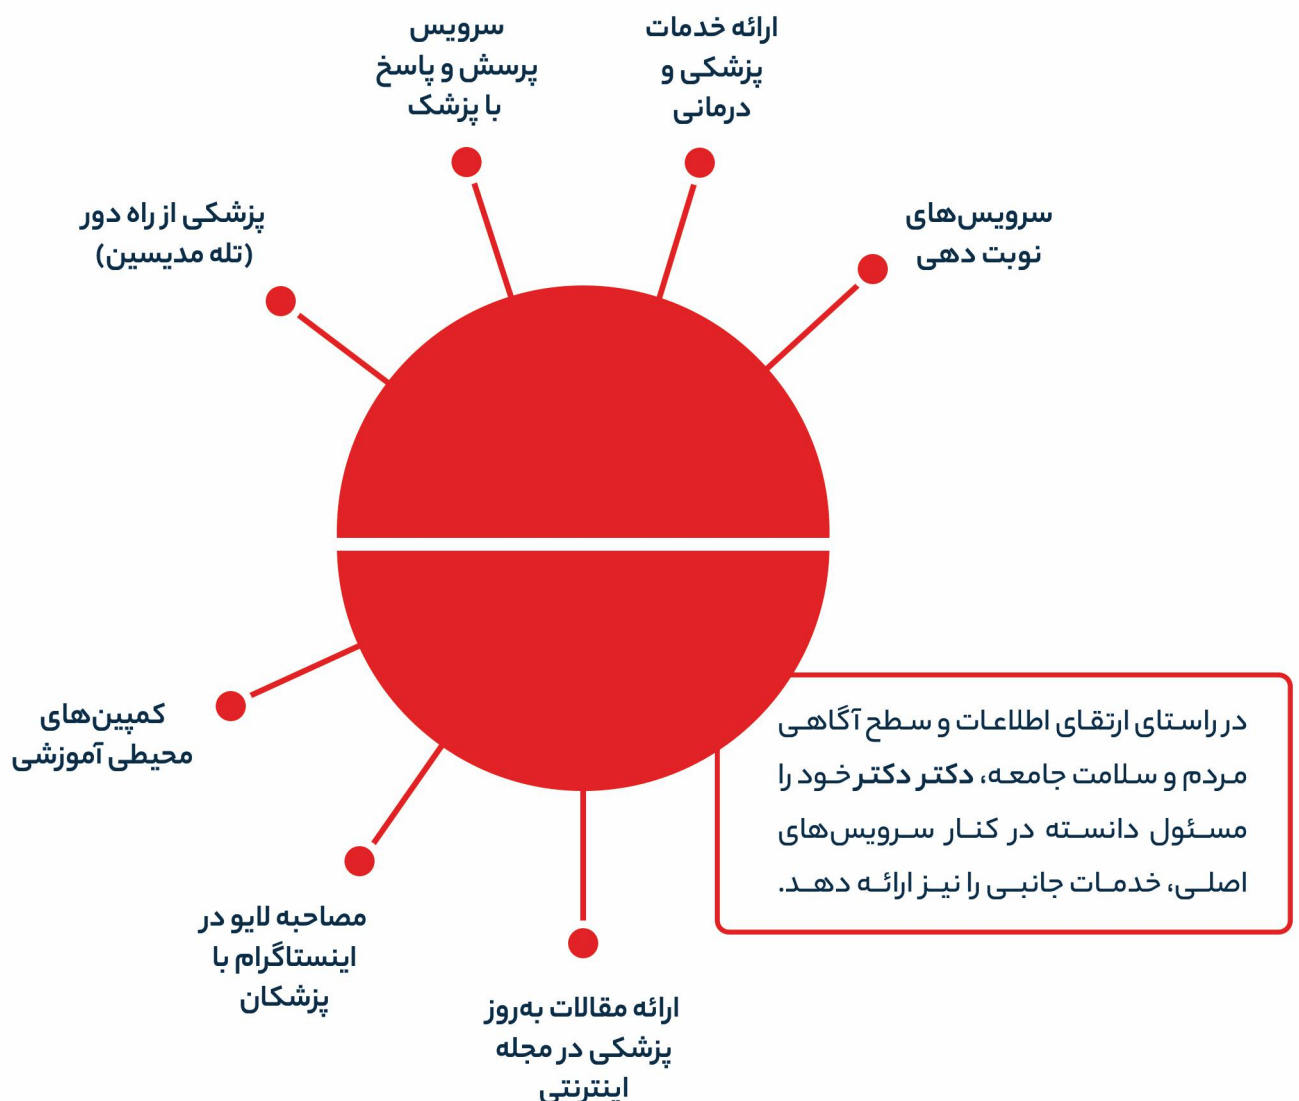 ارائه خدمات
پزشکی و
درمانی
سرویس
پرسش و پاسخ
با پزشک
سرویس‌های
نوبت دهی
پزشکی از راه دور
(تله مدیسین)
در راستای ارتقای اطلاعات و سطح آگاهی
مردم و سلامت جامعه، دکتر دکتر خود را
مسئول دانسته در کنار سرویس‌های
اصلی، خدمات جانبی را نیز ارائه دهد.
کمپین‌های
محیطی آموزشی
مصاحبه لایو در
اینستاگرام با
پزشکان
ارائه مقالات به‌روز
پزشکی در مجله
اینترنتی